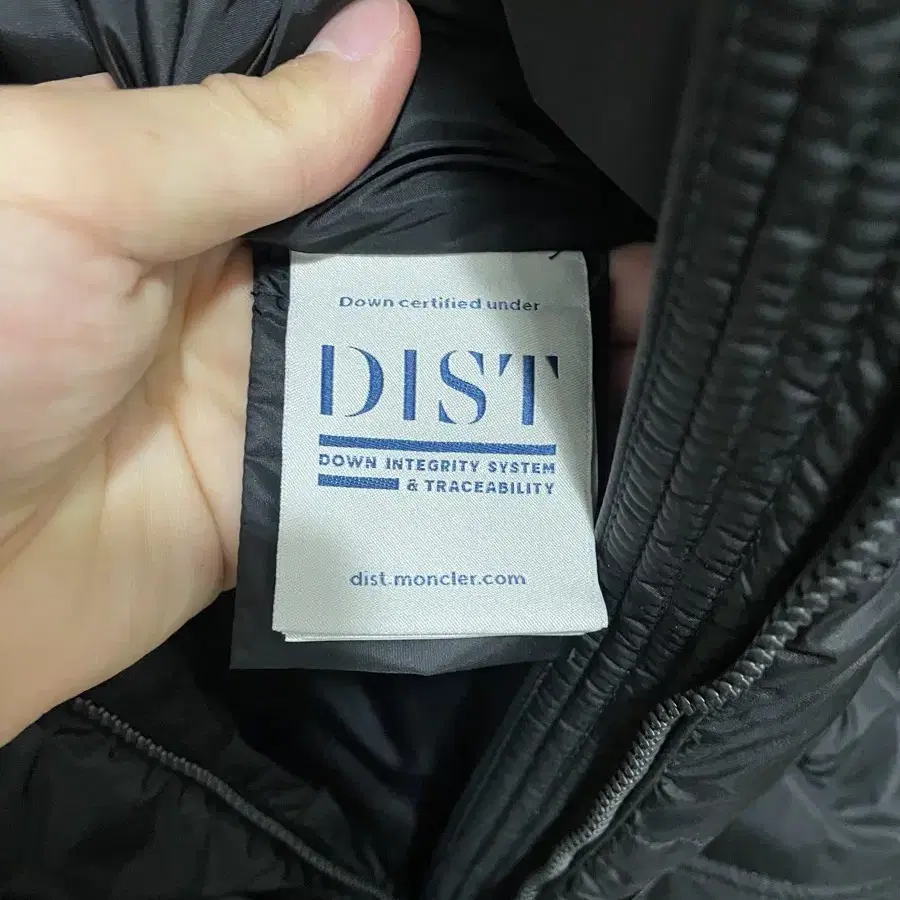 Down certified under
DIST
DOWN INTEGRITY SYSTEM
& TRACEABILITY
dist.moncler.com